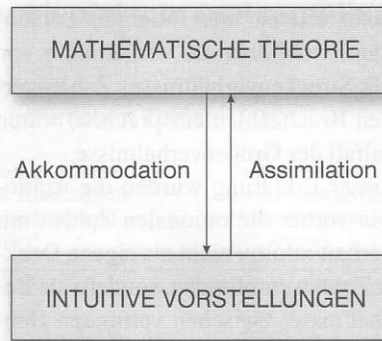 MATHEMATISCHE THEORIE
Akkommodation Assimilation
INTUITIVE VORSTELLUNGEN